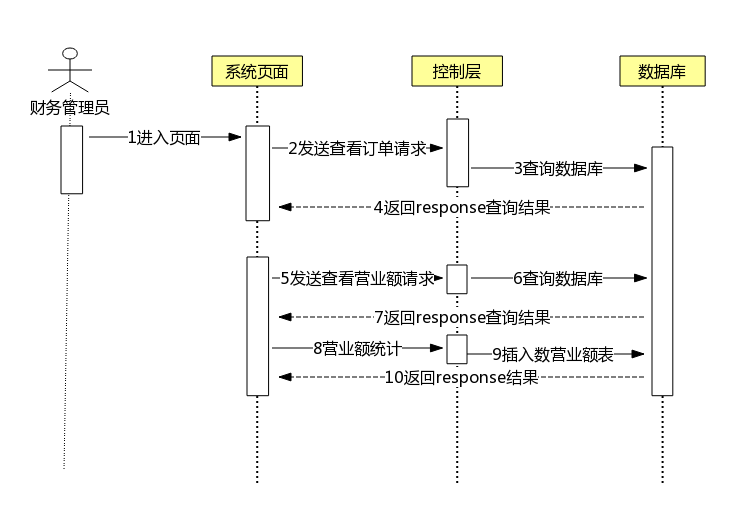 系统页面
控制层
数据库
财务管理员
1进入页面
2发送查看订单请求
3查询数据库
4返回response查询结果
5发送查看营业额请求
6查询数据库
7返回response查询结果
8营业额统计
9插入数营业额表
10返回response结果